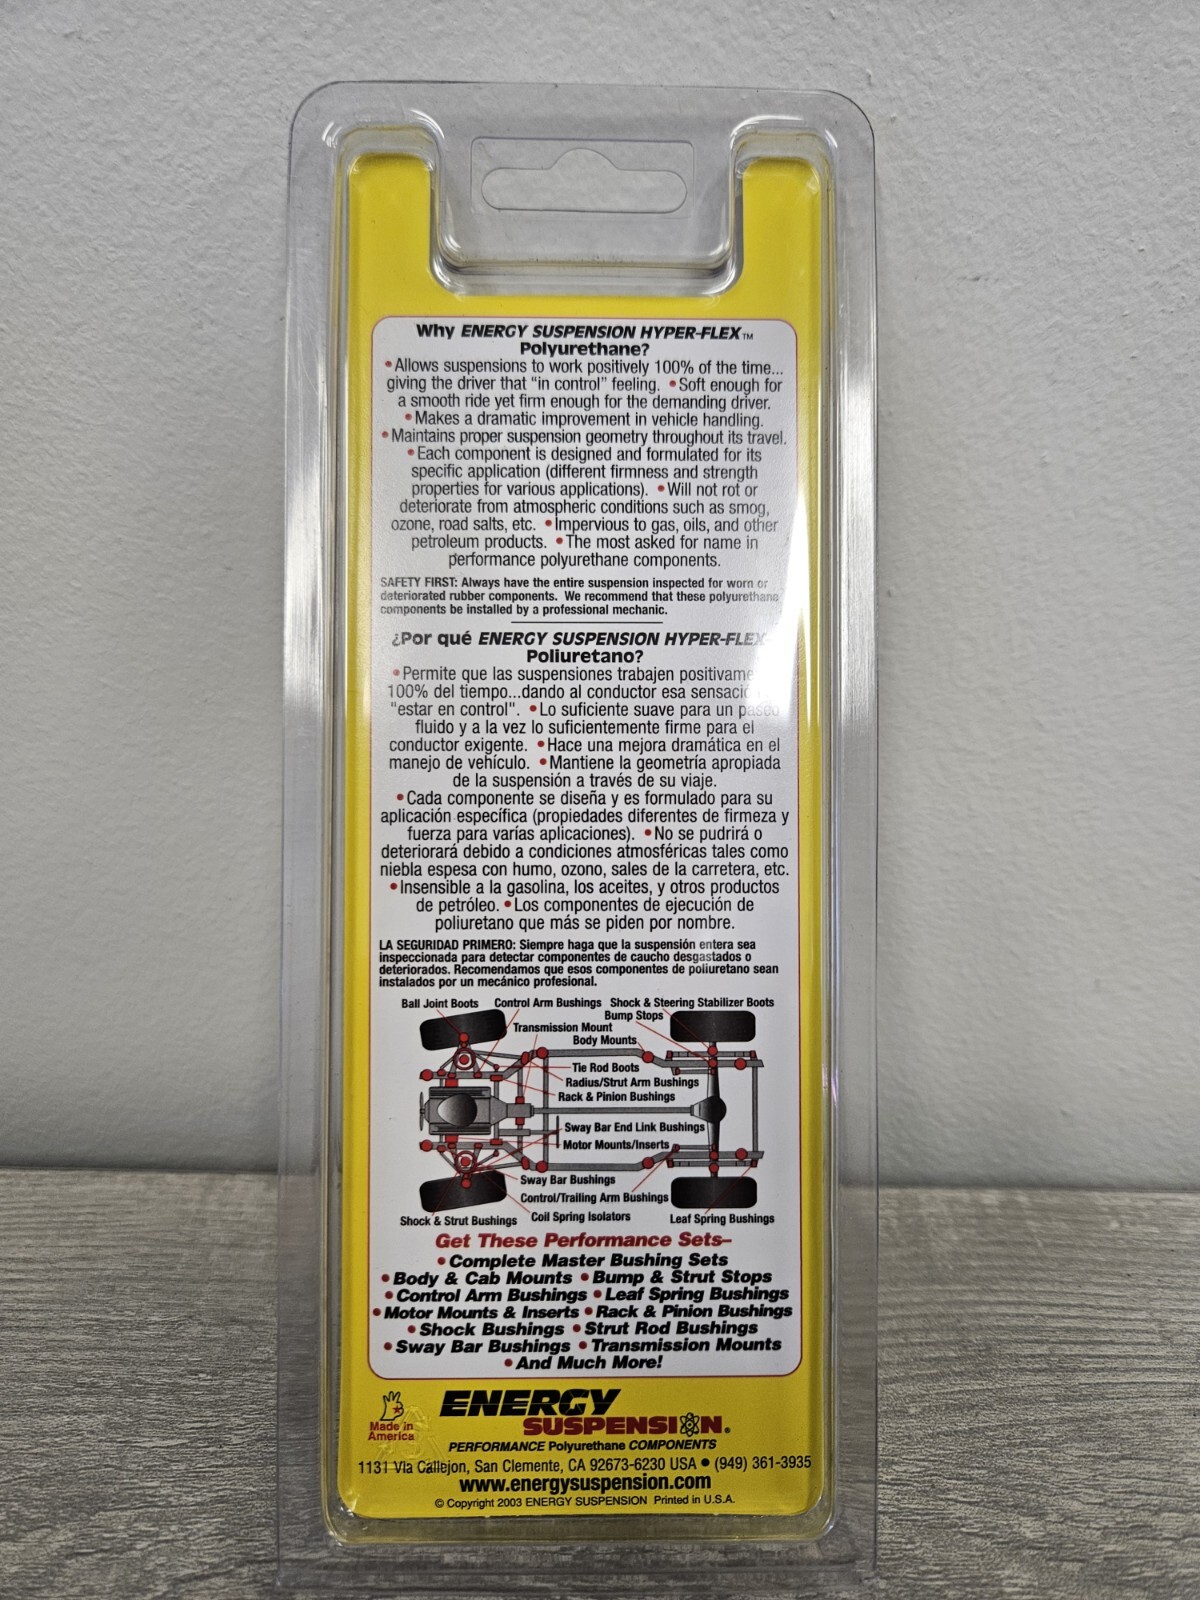 Why ENERGY SUSPENSION HYPER-FLEX™
Polyurethane?
• Allows suspensions to work positively 100% of the time...
giving the driver that "in control" feeling. • Soft enough for
a smooth ride yet firm enough for the demanding driver.
• Makes a dramatic improvement in vehicle handling.
• Maintains proper suspension geometry throughout its travel.
• Each component is designed and formulated for its
specific application (different firmness and strength
properties for various applications). • Will not rot or
deteriorate from atmospheric conditions such as smog,
ozone, road salts, etc. • Impervious to gas, oils, and other
petroleum products. • The most asked for name in
performance polyurethane components.
SAFETY FIRST: Always have the entire suspension inspected for worn or
deteriorated rubber components. We recommend that these polyurethane
components be installed by a professional mechanic.
¿Por qué ENERGY SUSPENSION HYPER-FLEX
Poliuretano?
• Permite que las suspensiones trabajen
100% del tiempo...dando al conductor esa
"estar en control". • Lo suficiente suave para un paseo
fluido y a la vez lo suficientemente firme para el
conductor exigente. • Hace una mejora dramática en el
manejo de vehículo. • Mantiene la geometría apropiada
de la suspensión a través de su viaje.
• Cada componente se diseña y es formulado para su
aplicación específica (propiedades diferentes de firmeza y
fuerza para varías aplicaciones). • No se pudrirá o
deteriorará debido a condiciones atmosféricas tales como
niebla espesa con humo, ozono, sales de la carretera, etc.
• Insensible a la gasolina, los aceites, y otros productos
de petróleo. • Los componentes de ejecución de
poliuretano que más se piden por nombre.
LA SEGURIDAD PRIMERO: Siempre haga que la suspensión entera sea
inspeccionada para detectar componentes de caucho desgastados o
deteriorados. Recomendamos que esos componentes de poliuretano sean
instalados por un mecánico profesional.
Ball Joint Boots Control Arm Bushings Shock & Steering Stabilizer Boots
Bump Stops
Transmission Mount
Body Mounts
Tie Rod Boots
Radius/Strut Arm Bushings
Rack & Pinion Bushings
Sway Bar End Link Bushings
Motor Mounts/Inserts
Sway Bar Bushings
Control/Trailing Arm Bushings
Shock & Strut Bushings Coil Spring Isolators Leaf Spring Bushings
Get These Performance Sets–
• Complete Master Bushing Sets
• Body & Cab Mounts • Bump & Strut Stops
• Control Arm Bushings • Leaf Spring Bushings
• Motor Mounts & Inserts • Rack & Pinion Bushings
• Shock Bushings • Strut Rod Bushings
• Sway Bar Bushings • Transmission Mounts
• And Much More!
Made in
America
ENERGY
SUSPENSION®
PERFORMANCE Polyurethane COMPONENTS
1131 Via Callejon, San Clemente, CA 92673-6230 USA • (949) 361-3935
www.energysuspension.com
© Copyright 2003 ENERGY SUSPENSION Printed in U.S.A.